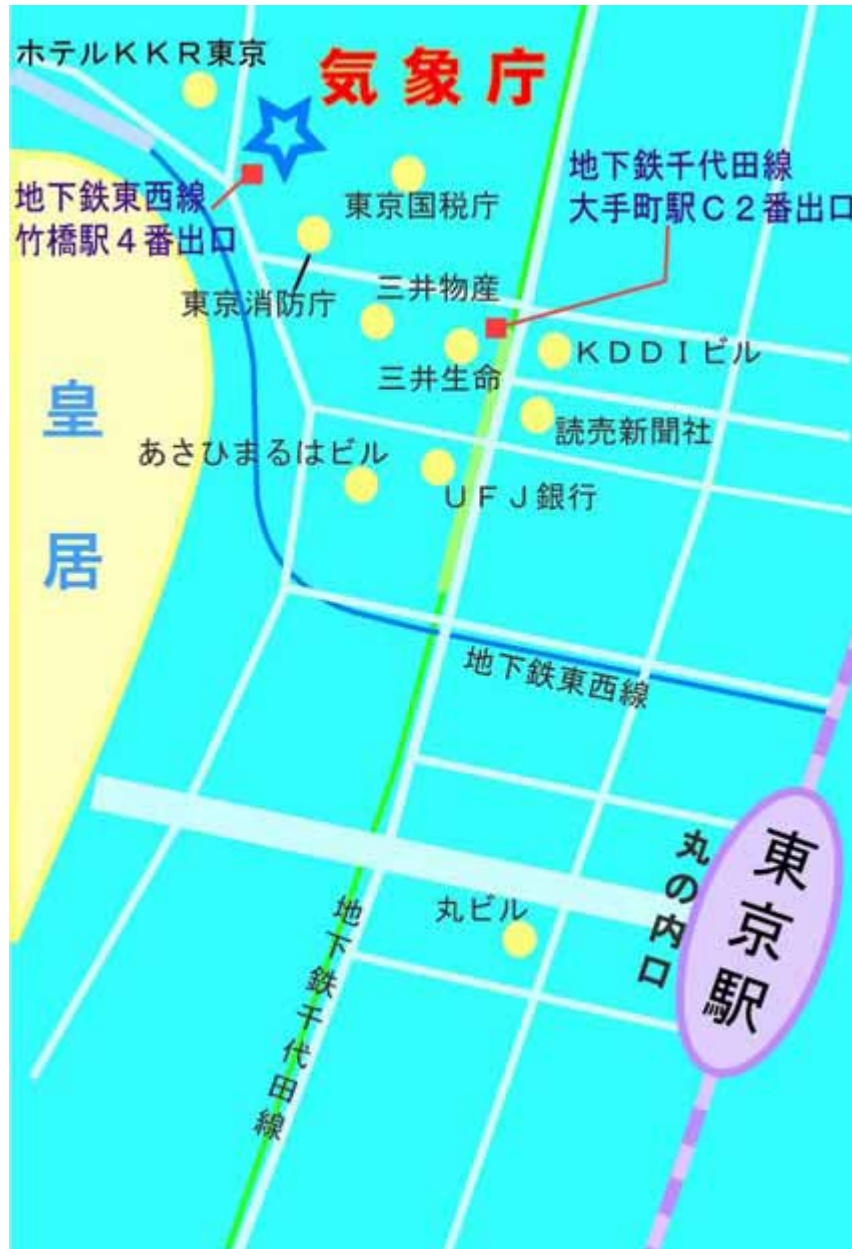 ホテルＫＫＲ東京
気象庁
地下鉄東西線
竹橋駅４番出口
地下鉄千代田線
大手町駅Ｃ２番出口
東京国税庁
東京消防庁
三井物産
三井生命
ＫＤＤＩビル
読売新聞社
あさひまるはビル
ＵＦＪ銀行
皇居
地下鉄東西線
丸の内口
東京駅
丸ビル
地下鉄千代田線